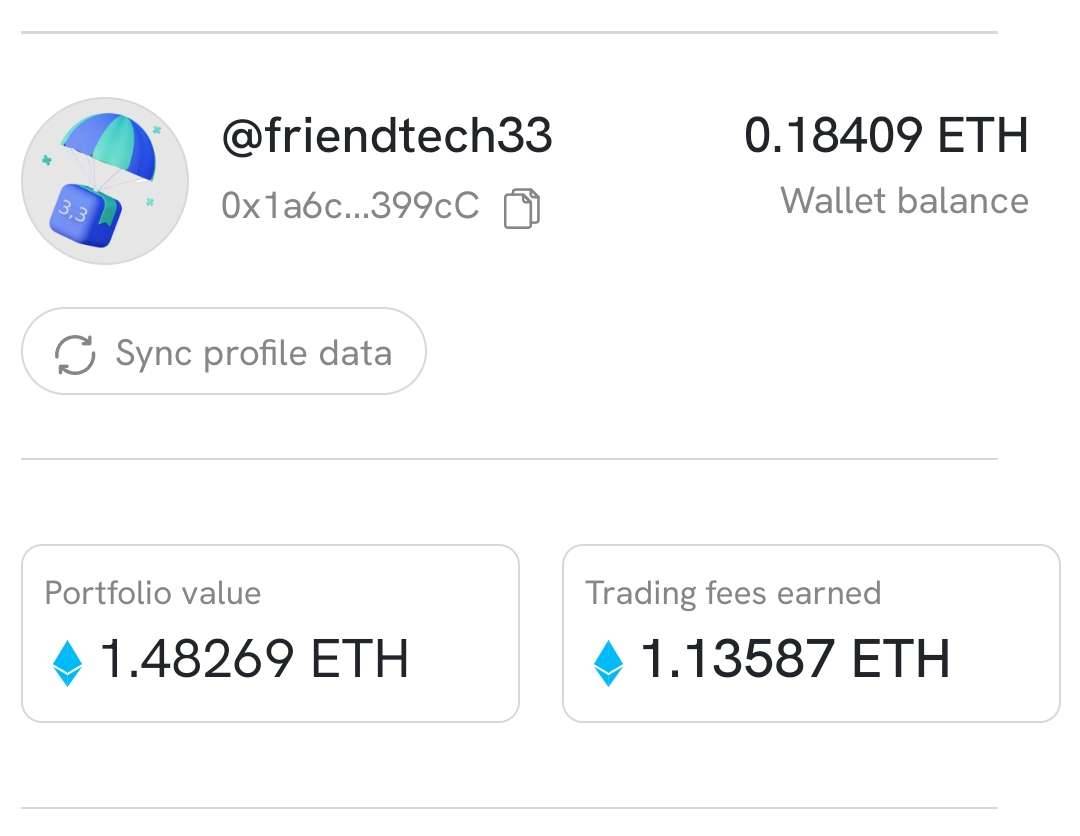 @friendtech33
0.18409 ETH
0x1a6c...399cC
Wallet balance
3,3
Sync profile data
Portfolio value
1.48269 ETH
Trading fees earned
1.13587 ETH